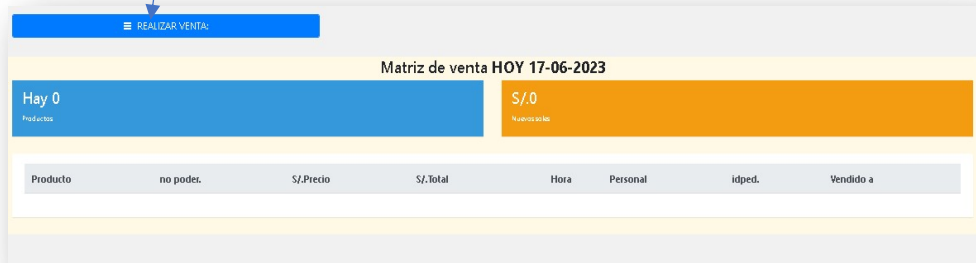 ≡ REALIZAR VENTA:
Matriz de venta HOY 17-06-2023
Hay 0
Productos
S/.0
Nuevos soles
Producto no poder. S/.Precio S/.Total Hora Personal idped. Vendido a